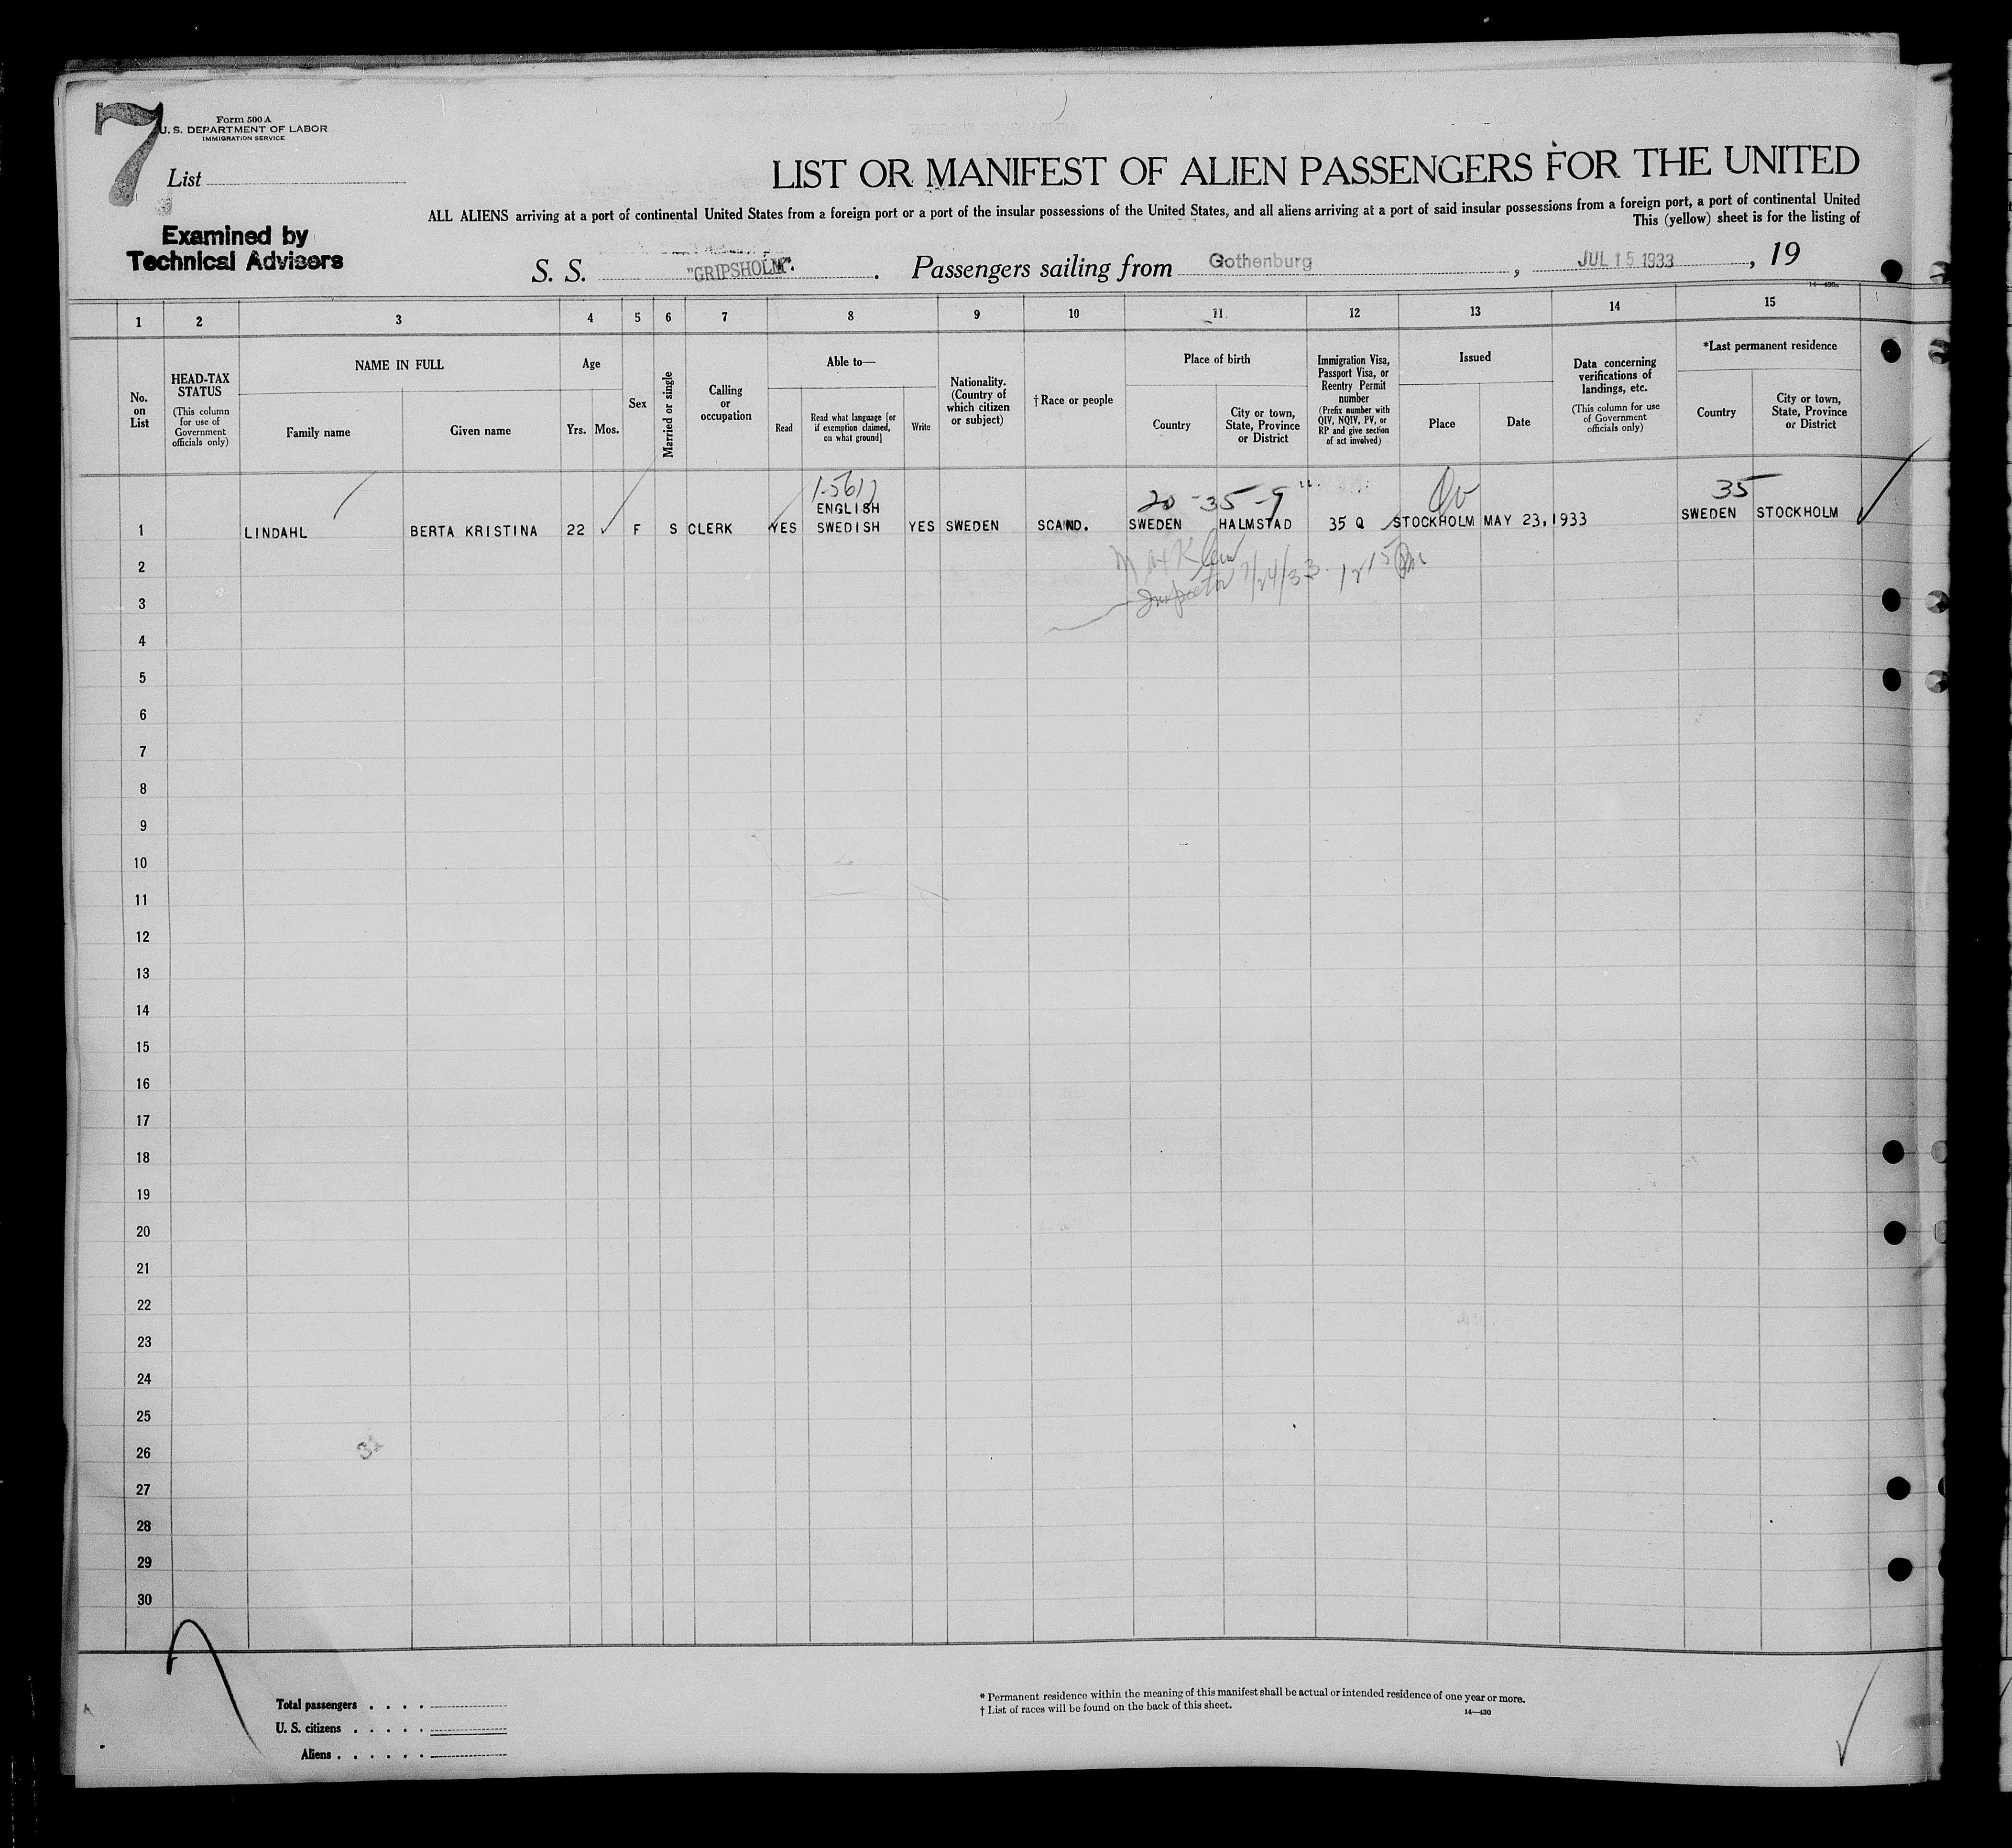 7
Form 500 A
U. S. DEPARTMENT OF LABOR
IMMIGRATION SERVICE
List
Examined by
Technical Advisors
LIST OR MANIFEST OF ALIEN PASSENGERS FOR THE UNITED
ALL ALIENS arriving at a port of continental United States from a foreign port or a port of the insular possessions of the United States, and all aliens arriving at a port of said insular possessions from a foreign port, a port of continental United
This (yellow) sheet is for the listing of
S. S. "GRIPSHOLM". Passengers sailing from Gothenburg, JUL 15 1933, 19
14—430a
1 2 3 4 5 6 7 8 9 10 11 12 13 14 15
No. on List
HEAD-TAX STATUS
(This column for use of Government officials only)
NAME IN FULL
Family name
Given name
Age
Yrs. Mos.
Sex
Married or single
Calling or occupation
Able to—
Read
Read what language [or if exemption claimed, on what ground]
Write
Nationality. (Country of which citizen or subject)
†Race or people
Place of birth
Country
City or town, State, Province or District
Immigration Visa, Passport Visa, or Reentry Permit number
(Prefix number with QIV, NQIV, PV, or RP and give section of act involved)
Issued
Place
Date
Data concerning verifications of landings, etc.
(This column for use of Government officials only)
*Last permanent residence
Country
City or town, State, Province or District
20-35-9
35
ENGLISH
1 LINDAHL BERTA KRISTINA 22 ✓ F S CLERK YES SWEDISH YES SWEDEN SCAND. SWEDEN HALMSTAD 35 Q STOCKHOLM MAY 23,1933 SWEDEN STOCKHOLM
2 Max Klein
3 Inspector 7/24/33
4
5
6
7
8
9
10
11
12
13
14
15
16
17
18
19
20
21
22
23
24
25
26
27
28
29
30
Total passengers . . . .
U. S. citizens . . . . .
Aliens . . . . . .
* Permanent residence within the meaning of this manifest shall be actual or intended residence of one year or more.
† List of races will be found on the back of this sheet.
14—430